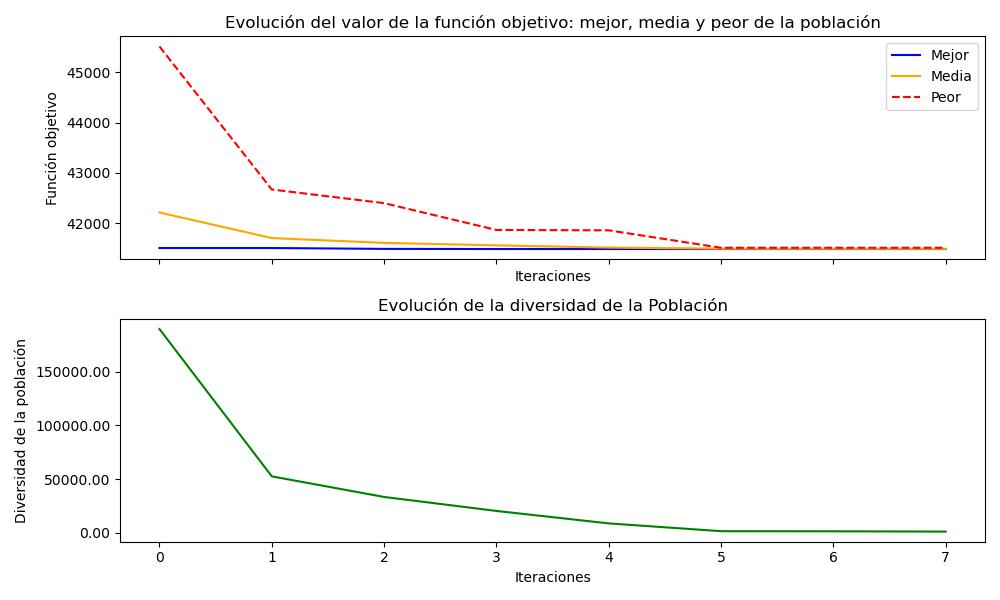 Evolución del valor de la función objetivo: mejor, media y peor de la población
Función objetivo
45000
44000
43000
42000
Mejor
Media
Peor
Iteraciones
Evolución de la diversidad de la Población
Diversidad de la población
150000.00
100000.00
50000.00
0.00
0 1 2 3 4 5 6 7
Iteraciones